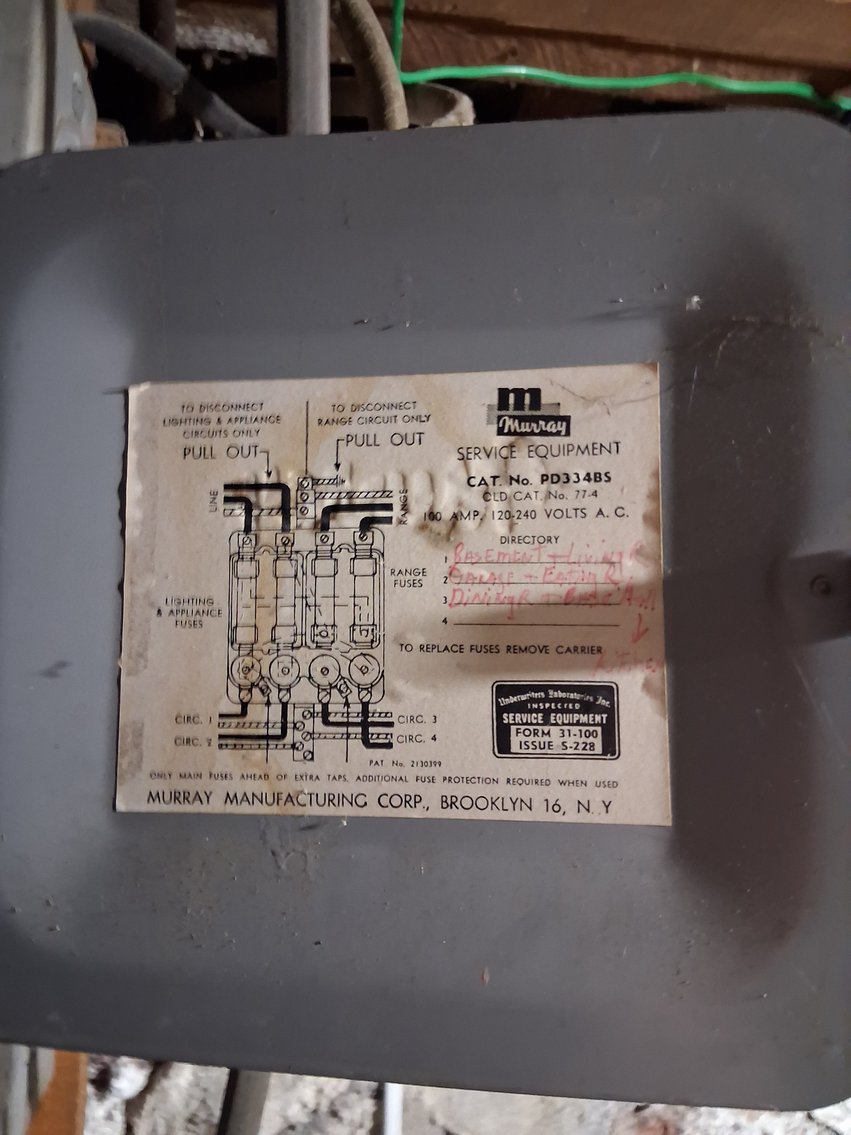 TO DISCONNECT
LIGHTING & APPLIANCE
CIRCUITS ONLY
PULL OUT
TO DISCONNECT
RANGE CIRCUIT ONLY
PULL OUT
LINE
RANGE
LIGHTING
& APPLIANCE
FUSES
RANGE
FUSES
CIRC. 1
CIRC. 2
CIRC. 3
CIRC. 4
PAT. No. 2130399
m
Murray
SERVICE EQUIPMENT
CAT. No. PD334BS
OLD CAT. No. 77-4
100 AMP. 120-240 VOLTS A. C.
DIRECTORY
1 BASEMENT + Living R
2 GARAGE + Eating R
3 Dining R +
4
TO REPLACE FUSES REMOVE CARRIER
Underwriters Laboratories Inc.
INSPECTED
SERVICE EQUIPMENT
FORM 31-100
ISSUE S-228
ONLY MAIN FUSES AHEAD OF EXTRA TAPS. ADDITIONAL FUSE PROTECTION REQUIRED WHEN USED
MURRAY MANUFACTURING CORP., BROOKLYN 16, N. Y